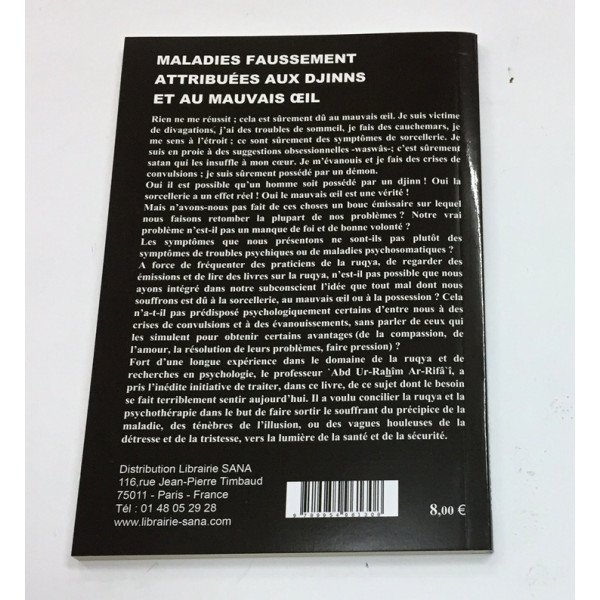 MALADIES FAUSSEMENT
ATTRIBUÉES AUX DJINNS
ET AU MAUVAIS ŒIL
Rien ne me réussit ; cela est sûrement dû au mauvais œil. Je suis victime
de divagations, j'ai des troubles de sommeil, je fais des cauchemars, je
me sens à l'étroit ; ce sont sûrement des symptômes de sorcellerie. Je
suis en proie à des suggestions obsessionnelles -waswâs-; c'est sûrement
satan qui les insuffle à mon cœur. Je m'évanouis et je fais des crises de
convulsions ; je suis sûrement possédé par un démon.
Oui il est possible qu'un homme soit possédé par un djinn ! Oui la
sorcellerie a un effet réel ! Oui le mauvais œil est une vérité !
Mais n'avons-nous pas fait de ces choses un bouc émissaire sur lequel
nous faisons retomber la plupart de nos problèmes ? Notre vrai
problème n'est-il pas un manque de foi et de bonne volonté ?
Les symptômes que nous présentons ne sont-ils pas plutôt des
symptômes de troubles psychiques ou de maladies psychosomatiques ?
A force de fréquenter des praticiens de la ruqya, de regarder des
émissions et de lire des livres sur la ruqya, n'est-il pas possible que nous
ayons intégré dans notre subconscient l'idée que tout mal dont nous
souffrons est dû à la sorcellerie, au mauvais œil ou à la possession ? Cela
n'a-t-il pas prédisposé psychologiquement certains d'entre nous à des
crises de convulsions et à des évanouissements, sans parler de ceux qui
les simulent pour obtenir certains avantages (de la compassion, de
l'amour, la résolution de leurs problèmes, faire pression) ?
Fort d'une longue expérience dans le domaine de la ruqya et de
recherches en psychologie, le professeur `Abd Ur-Rahîm Ar-Rifâ`î, a
pris l'inédite initiative de traiter, dans ce livre, de ce sujet dont le besoin
se fait terriblement sentir aujourd'hui. Il a voulu concilier la ruqya et la
psychothérapie dans le but de faire sortir le souffrant du précipice de la
maladie, des ténèbres de l'illusion, ou des vagues houleuses de la
détresse et de la tristesse, vers la lumière de la santé et de la sécurité.
Distribution Librairie SANA
116,rue Jean-Pierre Timbaud
75011 - Paris - France
Tél : 01 48 05 29 28
www.librairie-sana.com
8,00 €